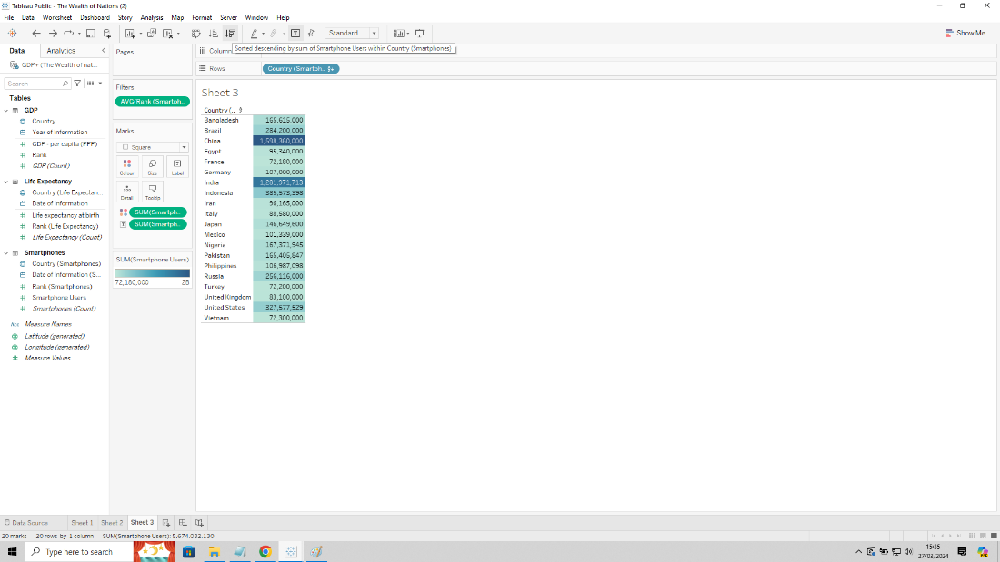 Tableau Public - The Wealth of Nations (2)
File Data Worksheet Dashboard Story Analysis Map Format Server Window Help
Standard
Show Me
Data Analytics
GDP+ (The Wealth of nat...
Search
Tables
GDP
Country
Year of Information
GDP - per capita (PPP)
Rank
GDP (Count)
Life Expectancy
Country (Life Expectan...
Date of Information
Life expectancy at birth
Rank (Life Expectancy)
Life Expectancy (Count)
Smartphones
Country (Smartphones)
Date of Information (S...
Rank (Smartphones)
Smartphone Users
Smartphones (Count)
Abc Measure Names
Latitude (generated)
Longitude (generated)
Measure Values
Pages
Filters
AVG(Rank (Smartph..
Marks
Square
Colour Size Label
Detail Tooltip
SUM(Smartph..
SUM(Smartph..
SUM(Smartphone Users)
72,180,000 2B
Column
Sorted descending by sum of Smartphone Users within Country (Smartphones)
Rows Country (Smartph..
Sheet 3
Country (..
Bangladesh 165,615,000
Brazil 284,200,000
China 1,598,360,000
Egypt 95,340,000
France 72,180,000
Germany 107,000,000
India 1,281,971,713
Indonesia 385,573,398
Iran 96,165,000
Italy 88,580,000
Japan 146,649,600
Mexico 101,339,000
Nigeria 167,371,945
Pakistan 165,405,847
Philippines 106,987,098
Russia 256,116,000
Turkey 72,200,000
United Kingdom 83,100,000
United States 327,577,529
Vietnam 72,300,000
Data Source Sheet 1 Sheet 2 Sheet 3
20 marks 20 rows by 1 column SUM(Smartphone Users): 5,674,032,130
Type here to search
15:35
27/03/2024